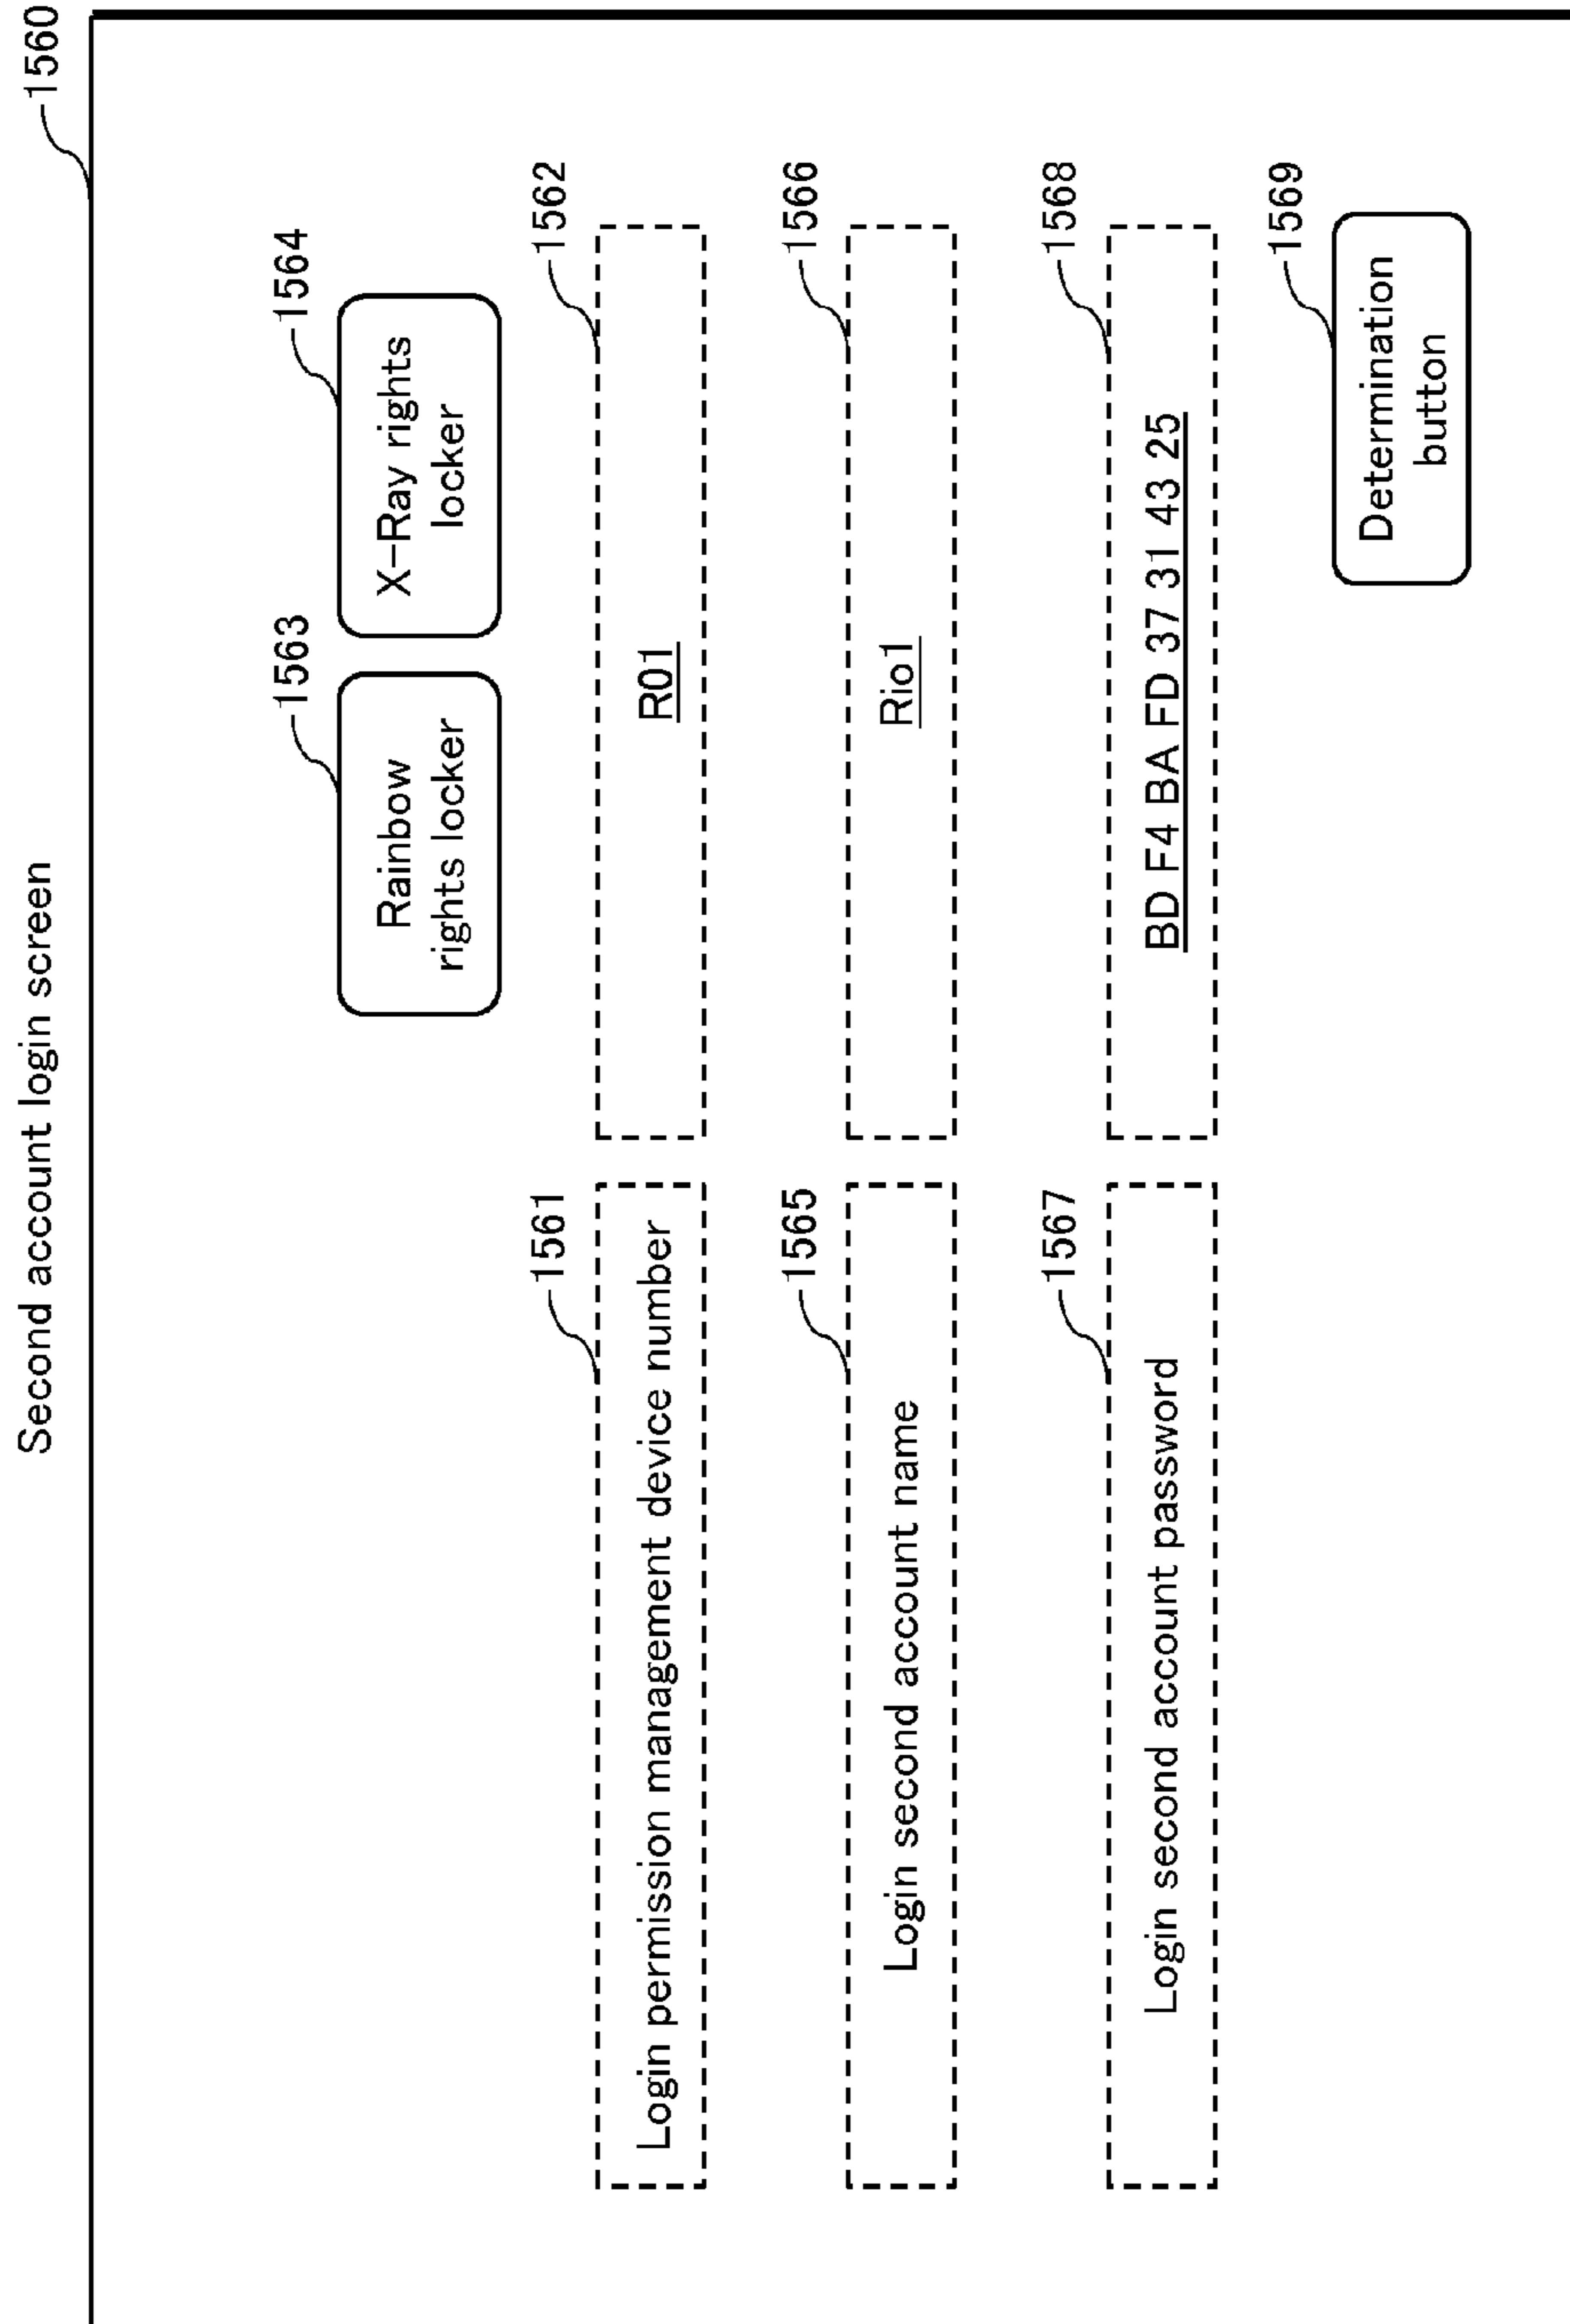 Second account login screen
1560
1563
1564
Rainbow
rights locker
X-Ray rights
locker
1561
1562
Login permission management device number
R01
1565
1566
Login second account name
Rio1
1567
1568
Login second account password
BD F4 BA FD 37 31 43 25
1569
Determination
button